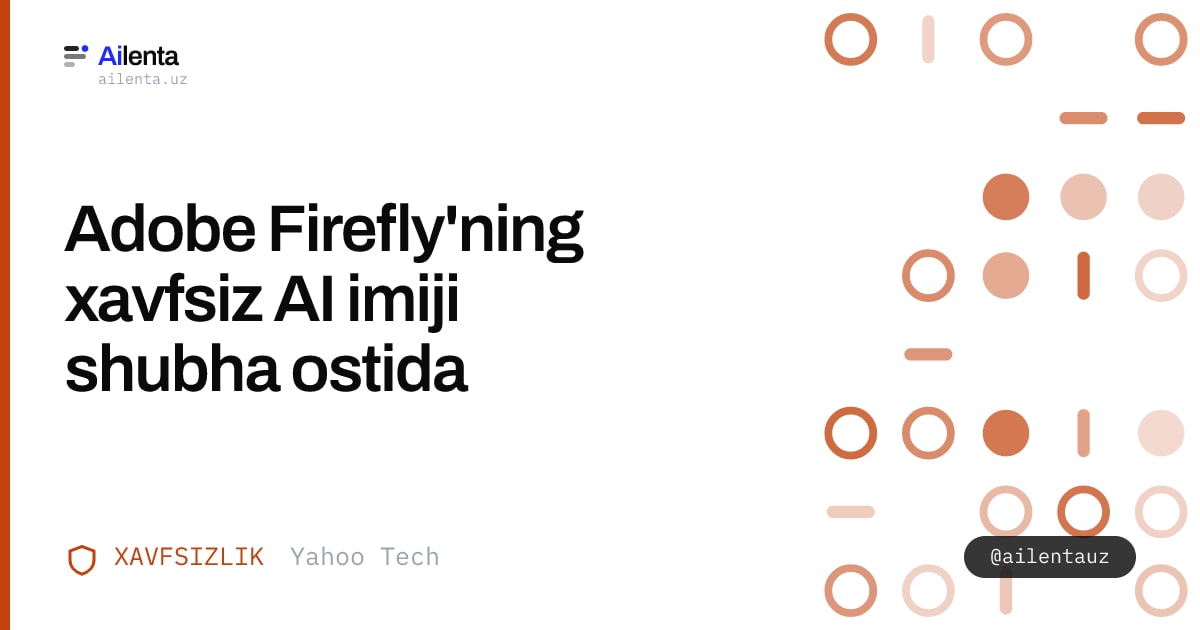 Ailenta
ailenta.uz
Adobe Firefly'ning
xavfsiz AI imiji
shubha ostida
XAVFSIZLIK Yahoo Tech
@ailentauz